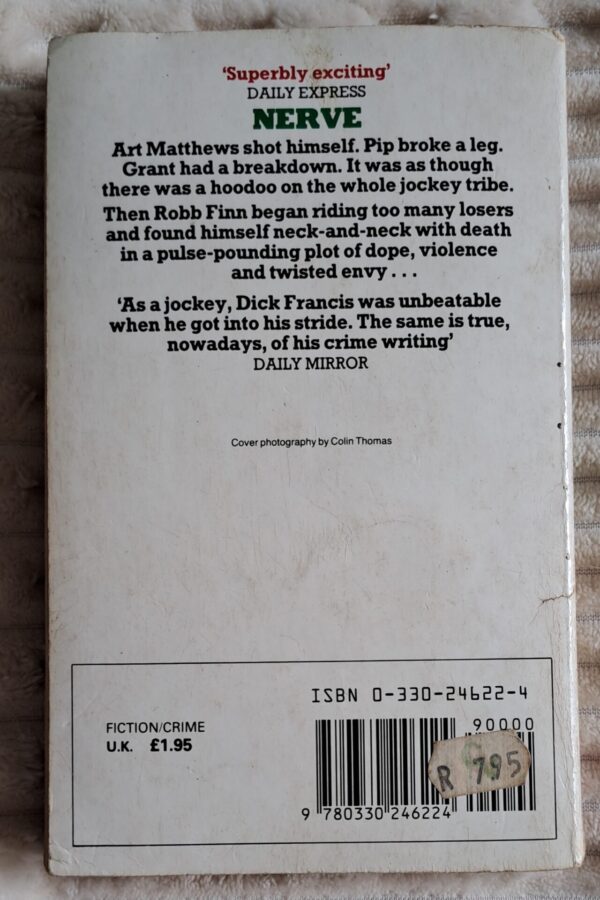 ‘Superbly exciting’
DAILY EXPRESS
NERVE
Art Matthews shot himself. Pip broke a leg.
Grant had a breakdown. It was as though
there was a hoodoo on the whole jockey tribe.
Then Robb Finn began riding too many losers
and found himself neck-and-neck with death
in a pulse-pounding plot of dope, violence
and twisted envy . . .
‘As a jockey, Dick Francis was unbeatable
when he got into his stride. The same is true,
nowadays, of his crime writing’
DAILY MIRROR
Cover photography by Colin Thomas
ISBN 0-330-24622-4
FICTION/CRIME
U.K. £1.95
90000
R 795
9 780330 246224